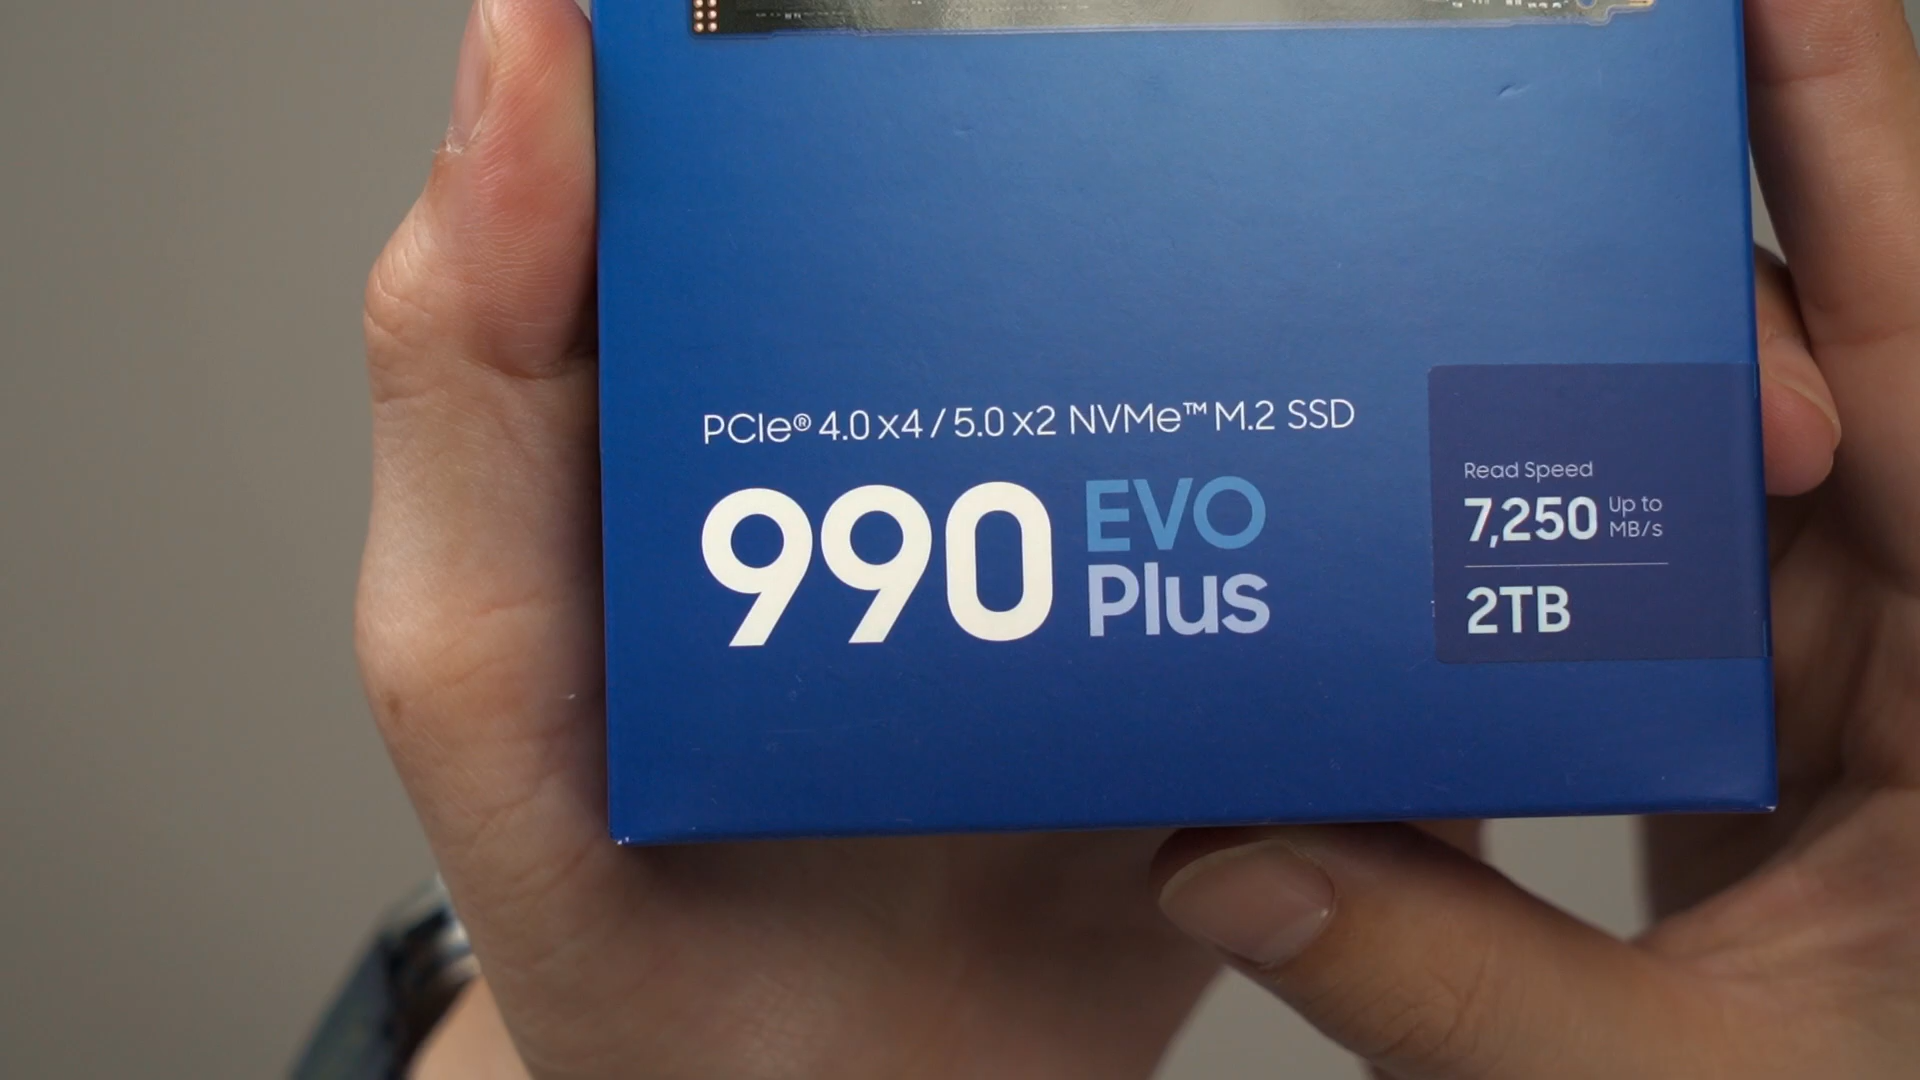 PCIe® 4.0 x4 / 5.0 x2 NVMe™ M.2 SSD
990 EVO
Plus
Read Speed
7,250 Up to
MB/s
2TB